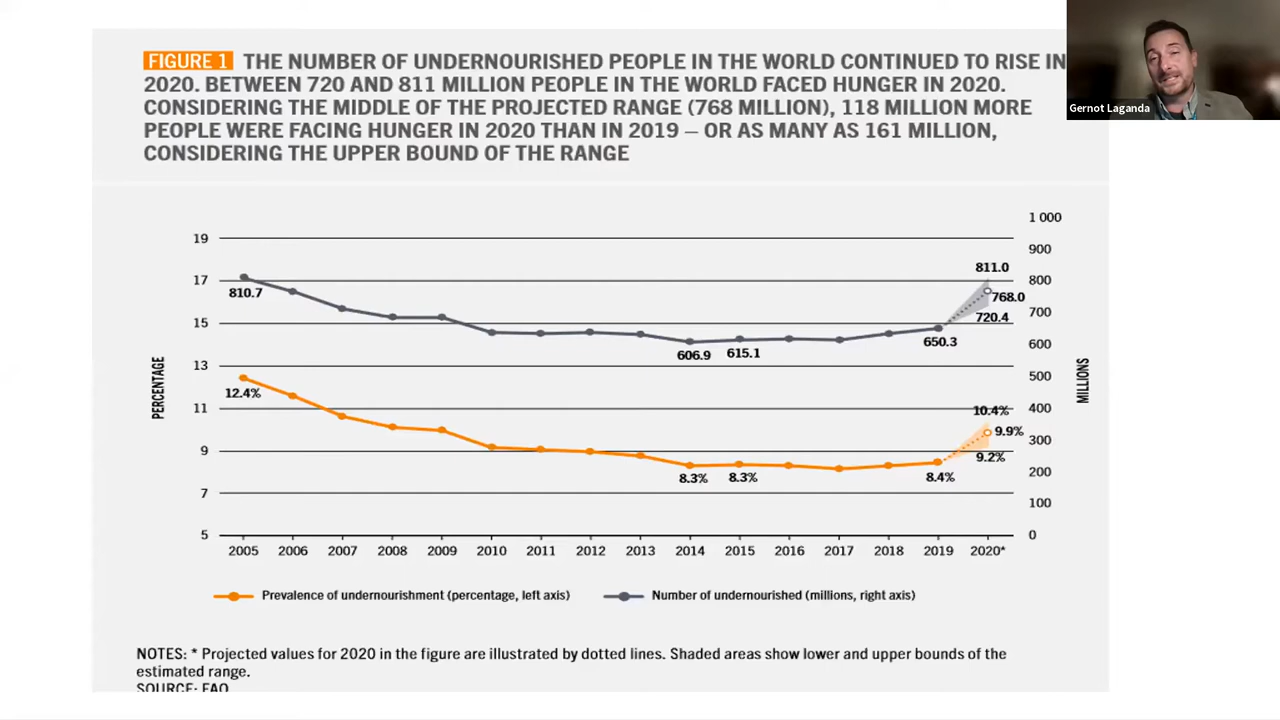 FIGURE 1 THE NUMBER OF UNDERNOURISHED PEOPLE IN THE WORLD CONTINUED TO RISE IN
2020. BETWEEN 720 AND 811 MILLION PEOPLE IN THE WORLD FACED HUNGER IN 2020.
CONSIDERING THE MIDDLE OF THE PROJECTED RANGE (768 MILLION), 118 MILLION MORE
PEOPLE WERE FACING HUNGER IN 2020 THAN IN 2019 – OR AS MANY AS 161 MILLION,
CONSIDERING THE UPPER BOUND OF THE RANGE
Gernot Laganda
PERCENTAGE
19
17
15
13
11
9
7
5
810.7
606.9
615.1
650.3
811.0
768.0
720.4
12.4%
8.3%
8.3%
8.4%
10.4%
9.9%
9.2%
1 000
900
800
700
600
500
400
300
200
100
0
MILLIONS
2005 2006 2007 2008 2009 2010 2011 2012 2013 2014 2015 2016 2017 2018 2019 2020*
Prevalence of undernourishment (percentage, left axis) Number of undernourished (millions, right axis)
NOTES: * Projected values for 2020 in the figure are illustrated by dotted lines. Shaded areas show lower and upper bounds of the
estimated range.
SOURCE: FAO